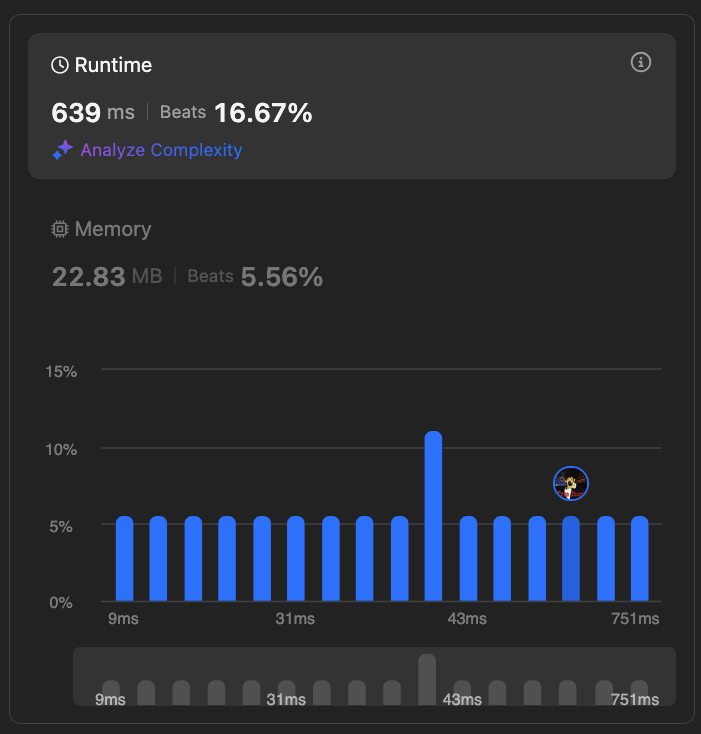 Runtime
639 ms | Beats 16.67%
Analyze Complexity
Memory
22.83 MB | Beats 5.56%
15%
10%
5%
0%
9ms 31ms 43ms 751ms
9ms 31ms 43ms 751ms